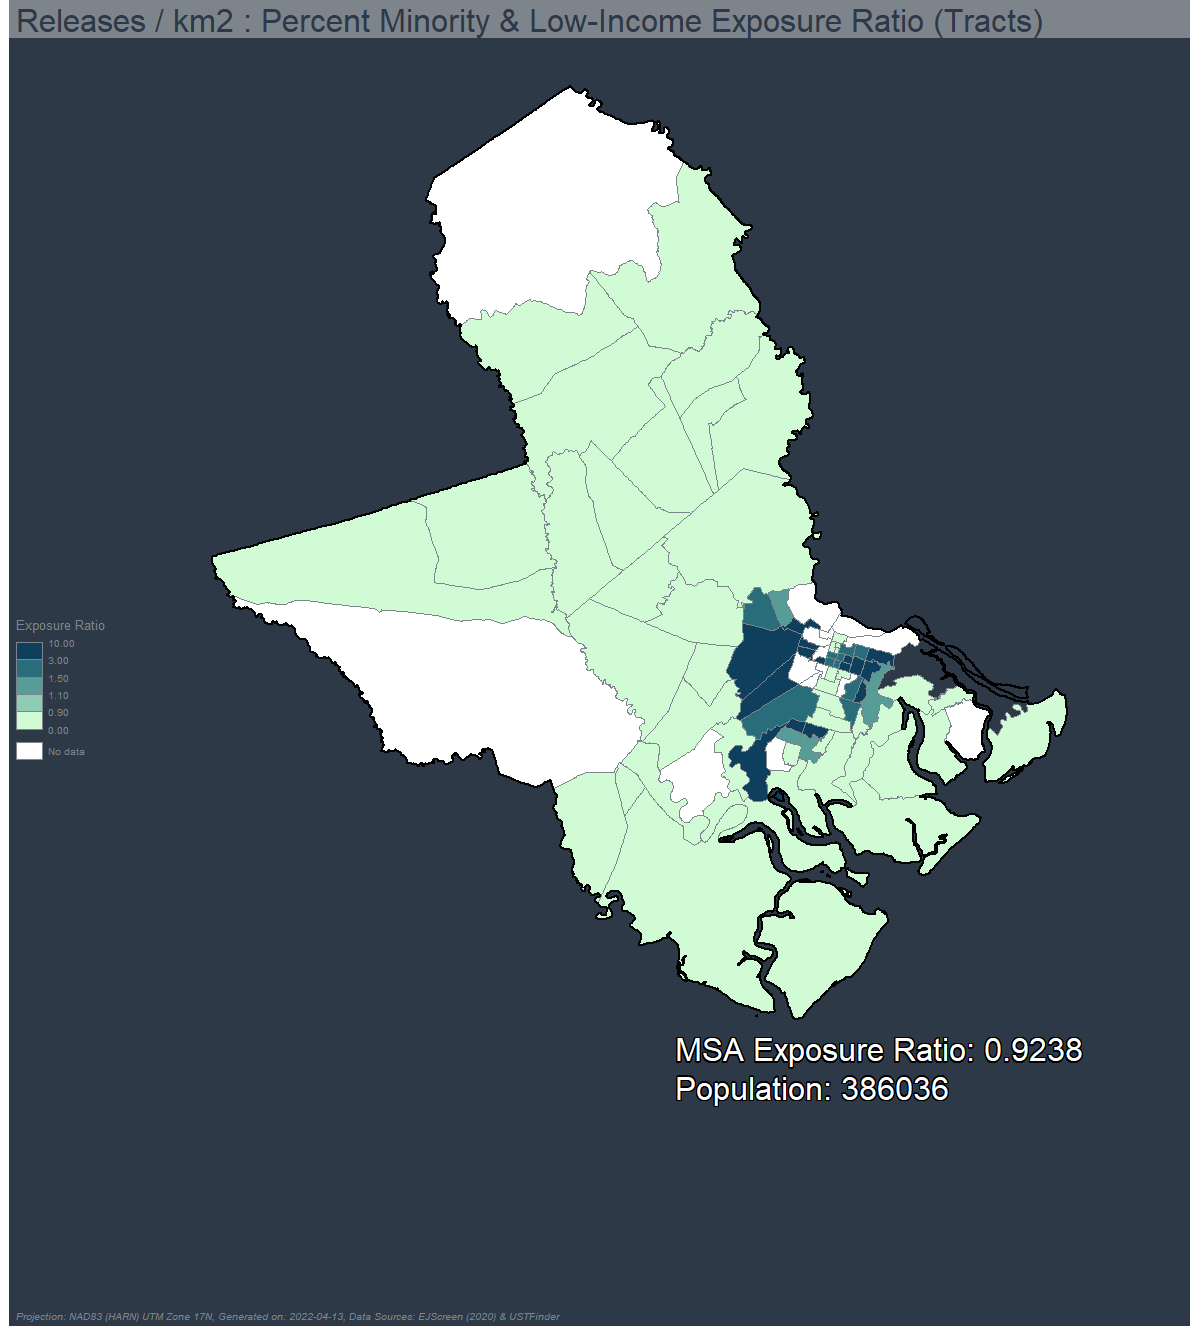 Releases / km2 : Percent Minority & Low-Income Exposure Ratio (Tracts)
Exposure Ratio
10.00
3.00
1.50
1.10
0.90
0.00
No data
MSA Exposure Ratio: 0.9238
Population: 386036
Projection: NAD83 (HARN) UTM Zone 17N, Generated on: 2022-04-13, Data Sources: EJScreen (2020) & USTFinder